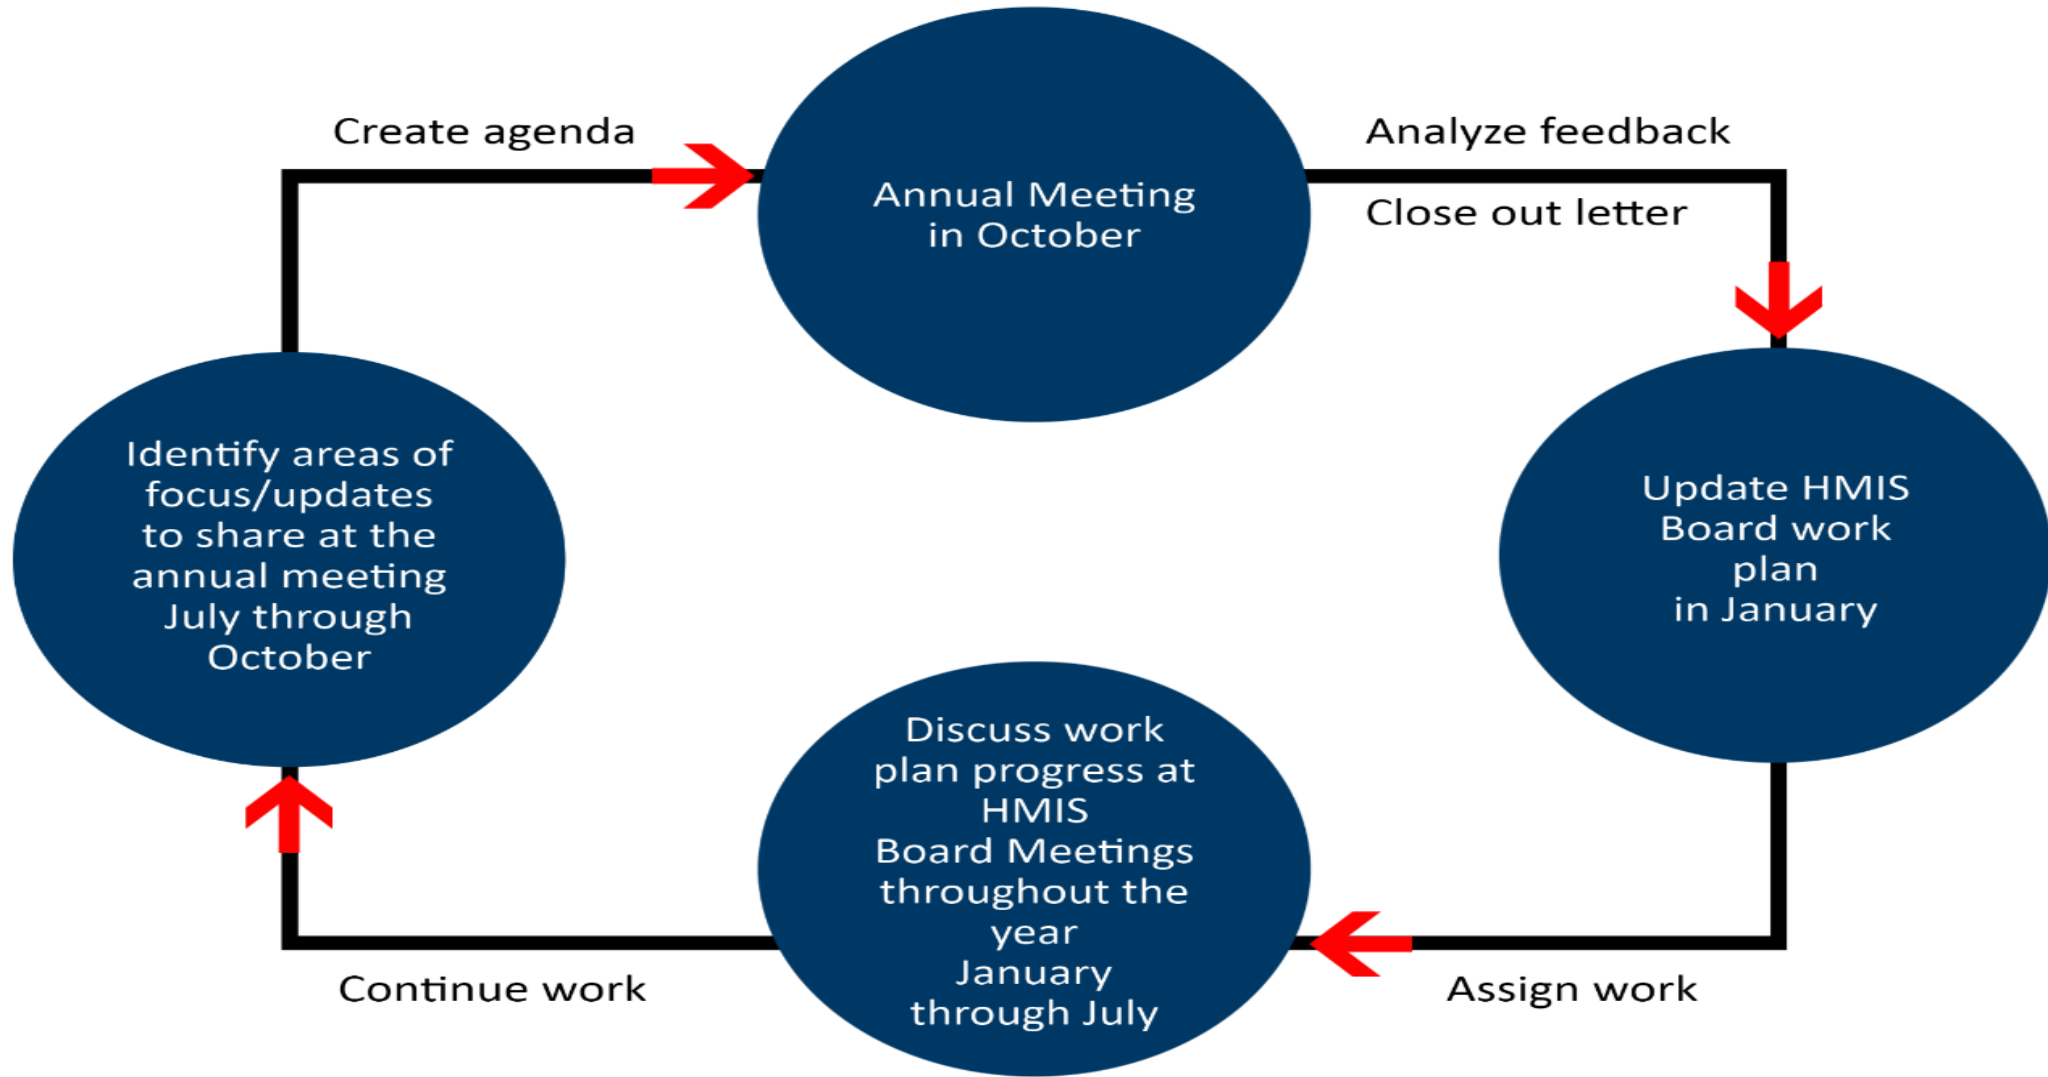 Create agenda
Annual Meeting
in October
Analyze feedback
Close out letter
Update HMIS
Board work
plan
in January
Assign work
Discuss work
plan progress at
HMIS
Board Meetings
throughout the
year
January
through July
Continue work
Identify areas of
focus/updates
to share at the
annual meeting
July through
October